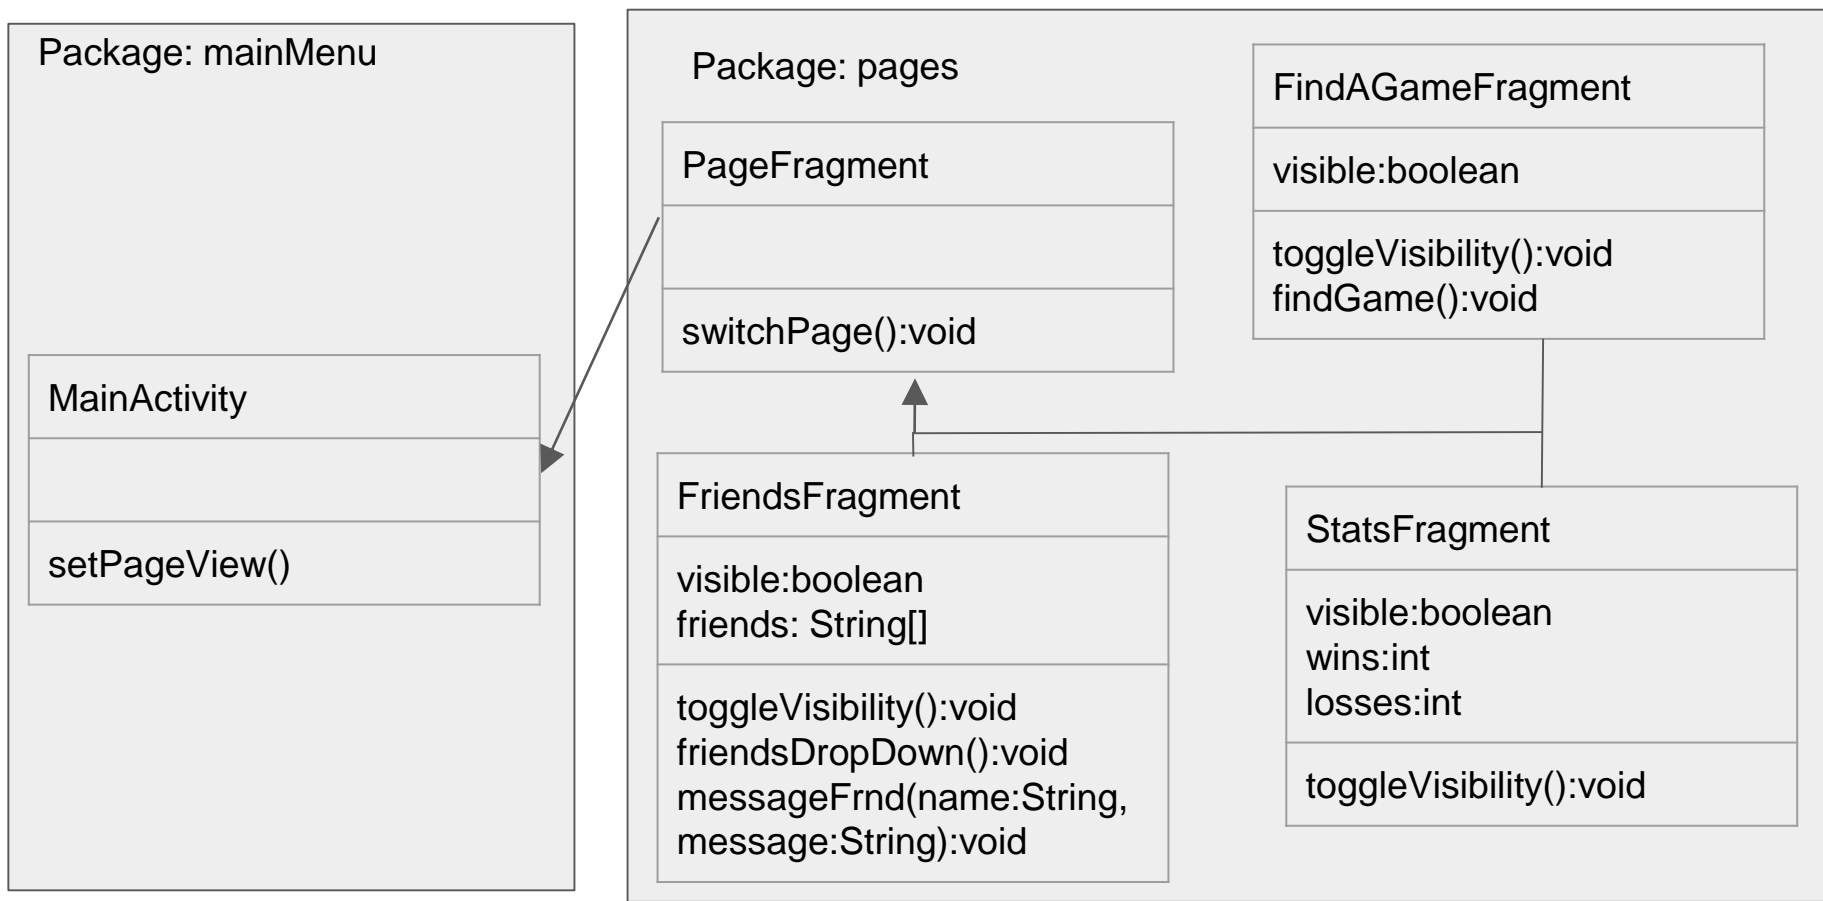 Package: mainMenu
MainActivity
setPageView()
Package: pages
PageFragment
switchPage():void
FindAGameFragment
visible:boolean
toggleVisibility():void
findGame():void
FriendsFragment
visible:boolean
friends: String[]
toggleVisibility():void
friendsDropDown():void
messageFrnd(name:String,
message:String):void
StatsFragment
visible:boolean
wins:int
losses:int
toggleVisibility():void